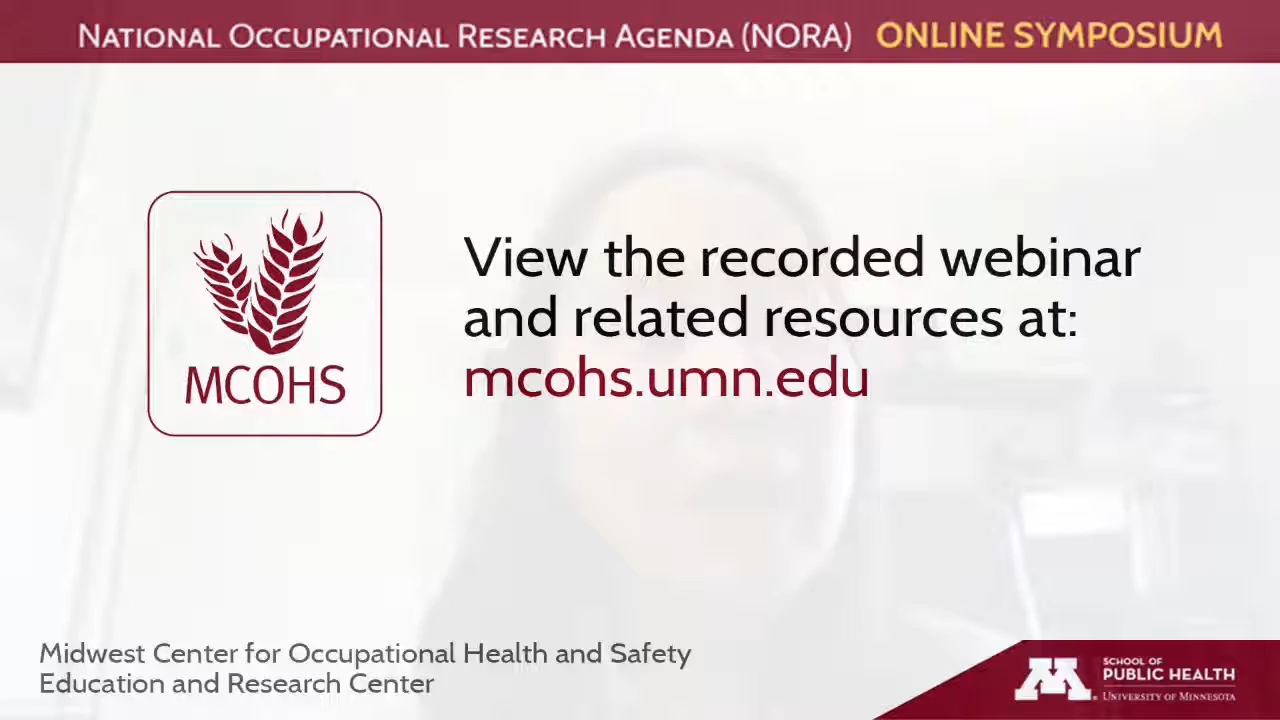 NATIONAL OCCUPATIONAL RESEARCH AGENDA (NORA) ONLINE SYMPOSIUM
View the recorded webinar
and related resources at:
mcohs.umn.edu
MCOHS
Midwest Center for Occupational Health and Safety
Education and Research Center
M
SCHOOL OF
PUBLIC HEALTH
UNIVERSITY OF MINNESOTA